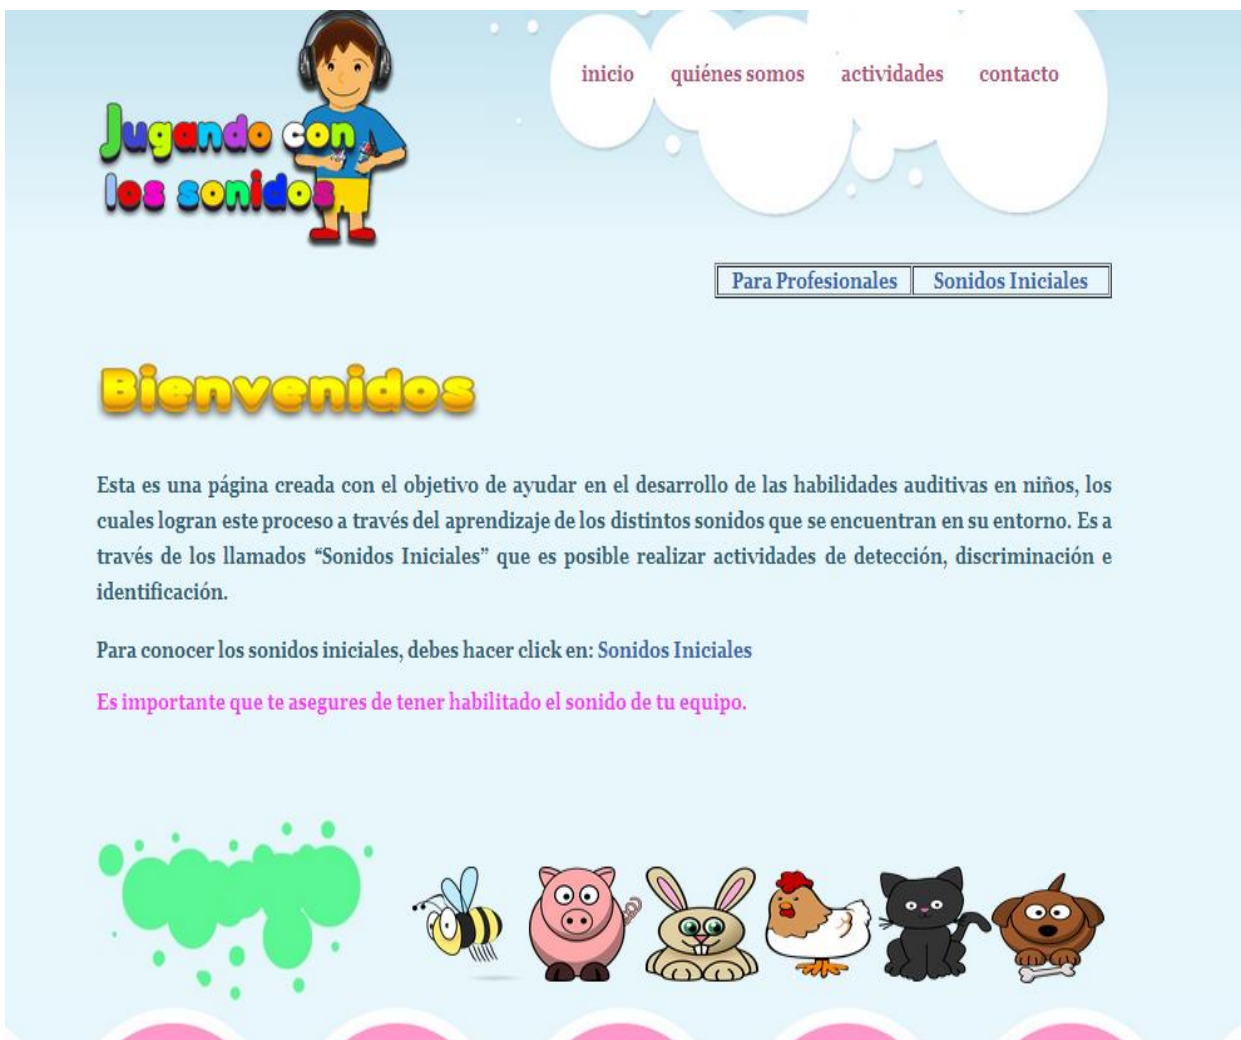 inicio quiénes somos actividades contacto
Jugando con
los sonidos
Para Profesionales Sonidos Iniciales
Bienvenidos
Esta es una página creada con el objetivo de ayudar en el desarrollo de las habilidades auditivas en niños, los
cuales logran este proceso a través del aprendizaje de los distintos sonidos que se encuentran en su entorno. Es a
través de los llamados “Sonidos Iniciales” que es posible realizar actividades de detección, discriminación e
identificación.
Para conocer los sonidos iniciales, debes hacer click en: Sonidos Iniciales
Es importante que te asegures de tener habilitado el sonido de tu equipo.